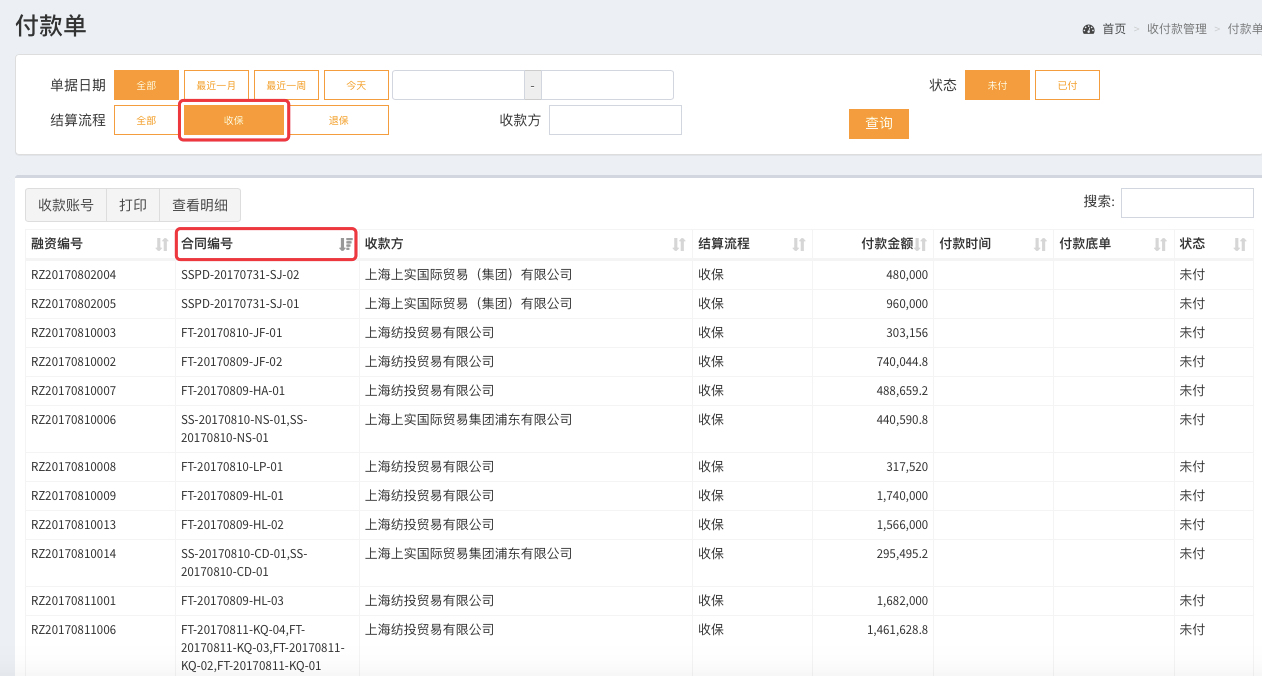 付款单
首页 > 收付款管理 > 付款单
单据日期 全部 最近一月 最近一周 今天 - 状态 未付 已付
结算流程 全部 收保 退保 收款方 查询
收款账号 打印 查看明细 搜索:
融资编号 合同编号 收款方 结算流程 付款金额 付款时间 付款底单 状态
RZ20170802004 SSPD-20170731-SJ-02 上海上实国际贸易（集团）有限公司 收保 480,000 未付
RZ20170802005 SSPD-20170731-SJ-01 上海上实国际贸易（集团）有限公司 收保 960,000 未付
RZ20170810003 FT-20170810-JF-01 上海纺投贸易有限公司 收保 303,156 未付
RZ20170810002 FT-20170809-JF-02 上海纺投贸易有限公司 收保 740,044.8 未付
RZ20170810007 FT-20170809-HA-01 上海纺投贸易有限公司 收保 488,659.2 未付
RZ20170810006 SS-20170810-NS-01,SS- 上海上实国际贸易集团浦东有限公司 收保 440,590.8 未付
20170810-NS-01
RZ20170810008 FT-20170810-LP-01 上海纺投贸易有限公司 收保 317,520 未付
RZ20170810009 FT-20170809-HL-01 上海纺投贸易有限公司 收保 1,740,000 未付
RZ20170810013 FT-20170809-HL-02 上海纺投贸易有限公司 收保 1,566,000 未付
RZ20170810014 SS-20170810-CD-01,SS- 上海上实国际贸易集团浦东有限公司 收保 295,495.2 未付
20170810-CD-01
RZ20170811001 FT-20170809-HL-03 上海纺投贸易有限公司 收保 1,682,000 未付
RZ20170811006 FT-20170811-KQ-04,FT- 上海纺投贸易有限公司 收保 1,461,628.8 未付
20170811-KQ-03,FT-20170811-
KQ-02,FT-20170811-KQ-01